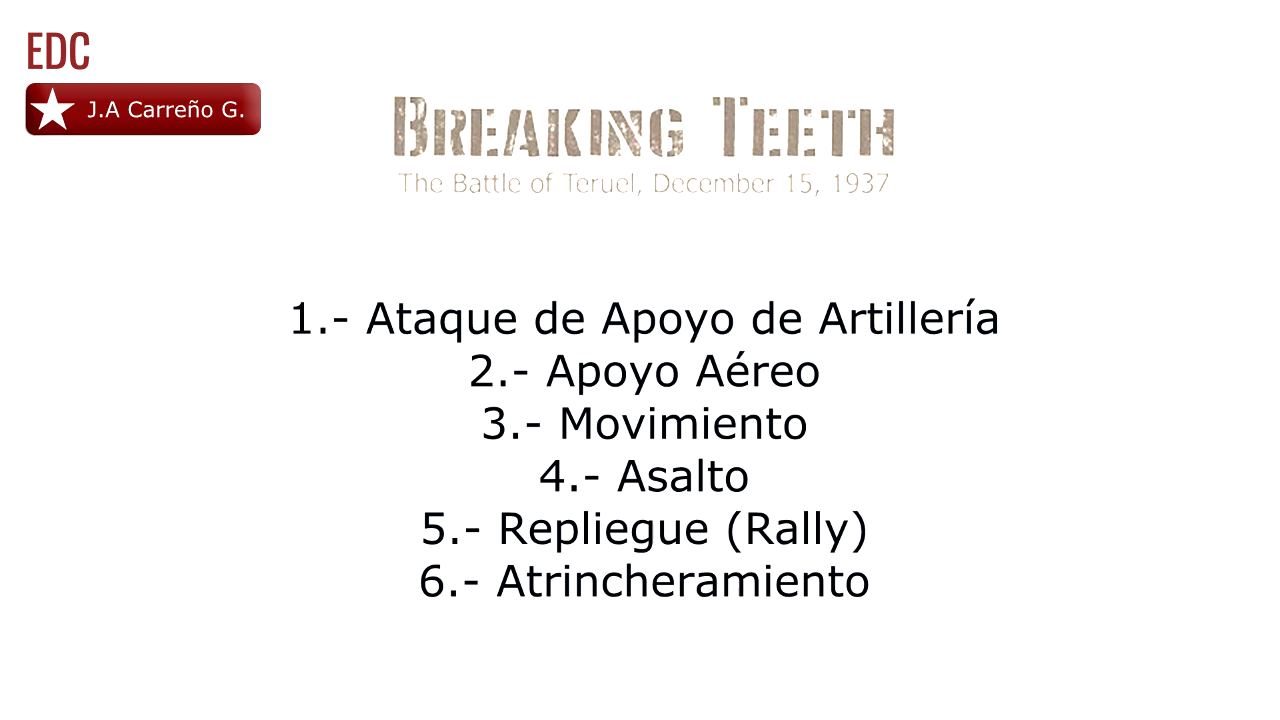 EDC
J.A Carreño G.
BREAKING TEETH
The Battle of Teruel, December 15, 1937
1.- Ataque de Apoyo de Artillería
2.- Apoyo Aéreo
3.- Movimiento
4.- Asalto
5.- Repliegue (Rally)
6.- Atrincheramiento